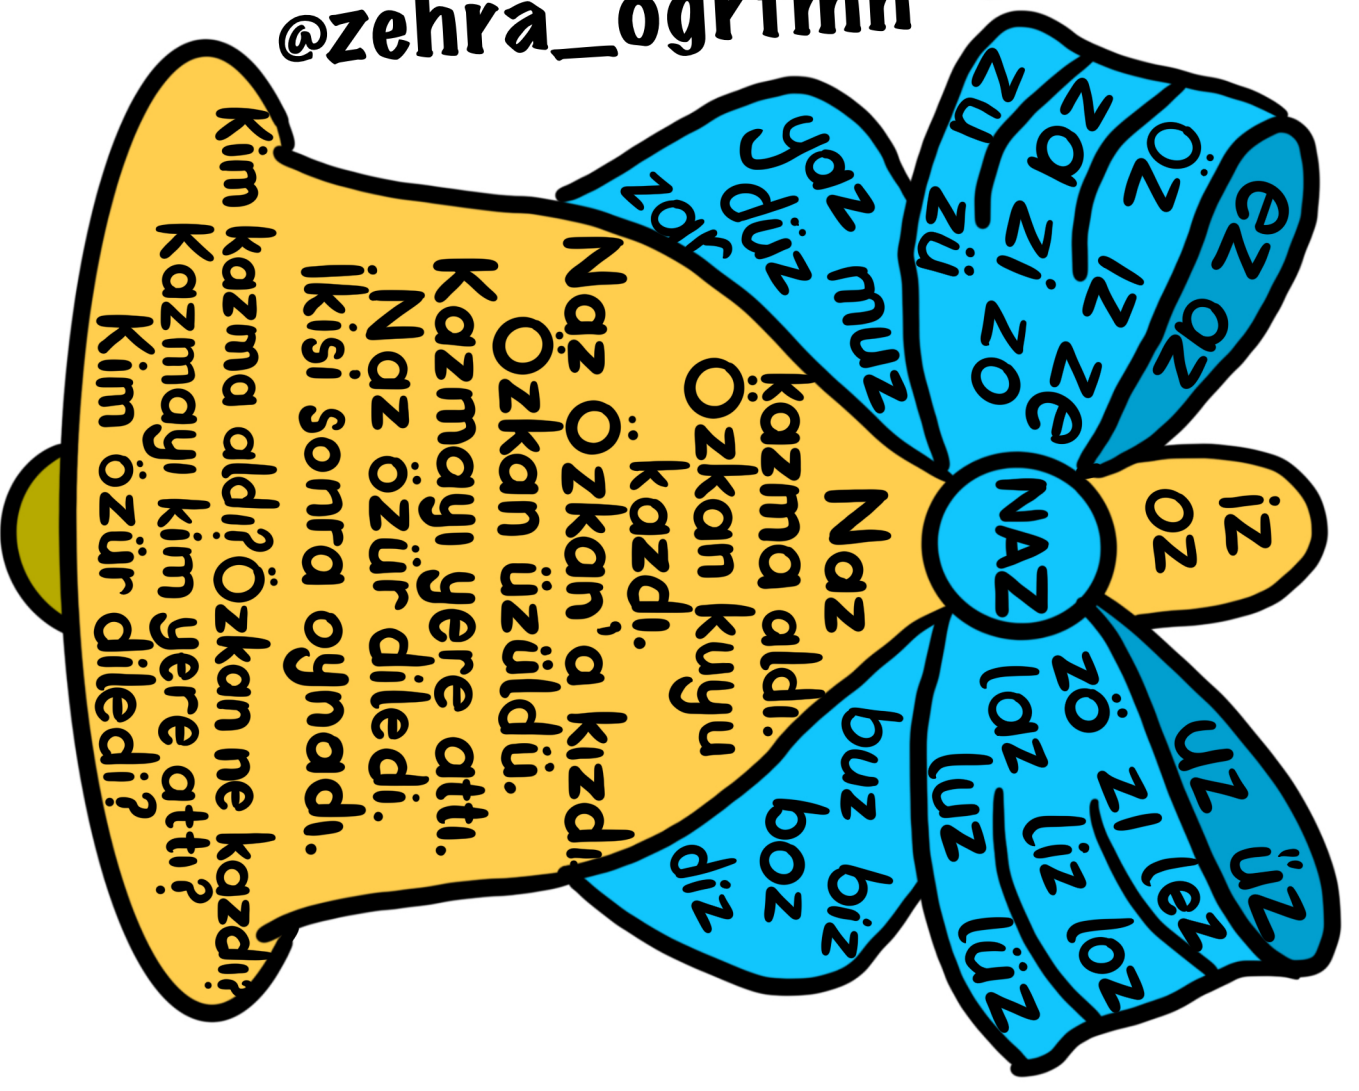 @zehra_ogrtmn
iz
oz
ez az
öz ız ze
za zi zo
zu zü
uz üz
zö zı lez
laz lız loz
luz lüz
NAZ
yaz muz
düz
zar
buz biz
boz
diz
Naz
kazma aldı.
Özkan kuyu
kazdı.
Naz Özkan'a kızdı.
Özkan üzüldü.
Kazmayı yere attı.
Naz özür diledi.
İkisi sonra oynadı.
Kim kazma aldı?Özkan ne kazdı?
Kazmayı kim yere attı?
Kim özür diledi?